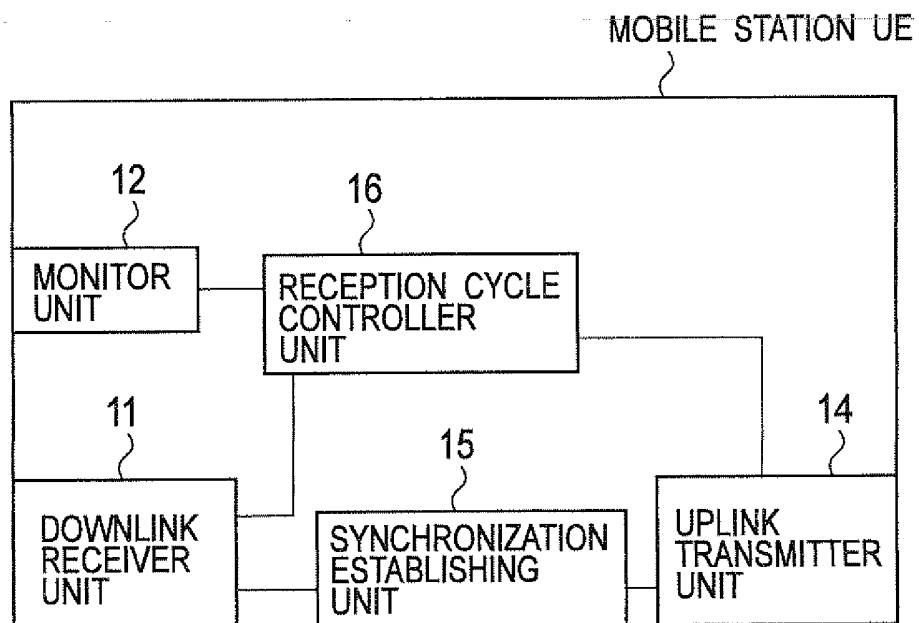 MOBILE STATION UE
12
16
MONITOR
UNIT
RECEPTION CYCLE
CONTROLLER
UNIT
11
15
14
DOWNLINK
RECEIVER
UNIT
SYNCHRONIZATION
ESTABLISHING
UNIT
UPLINK
TRANSMITTER
UNIT